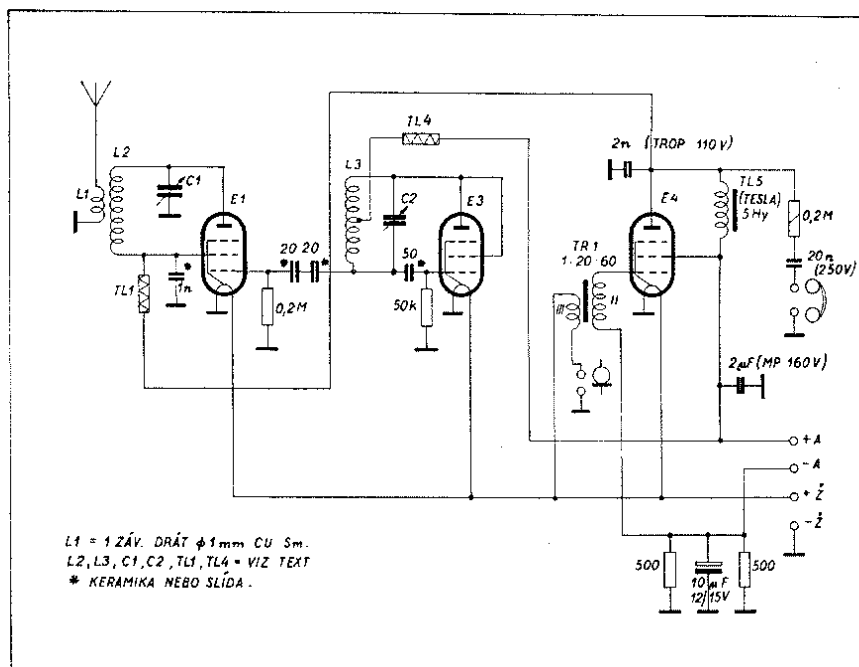 TL4
2n (TROP 110V)
L2
L3
E1
E3
E4
L1
C1
C2
TL5
(TESLA)
5Hy
0,2M
TR1
1·20·60
20
20
50
20n
(250V)
TL1
1n
0,2M
50k
III
II
2µF(MP 160V)
+A
-A
+ Ž
- Ž
L1 = 1 ZÁV. DRÁT ϕ 1mm CU Sm.
L2, L3, C1, C2, TL1, TL4 = VIZ TEXT
* KERAMIKA NEBO SLÍDA.
500
10 µF
12/15V
500